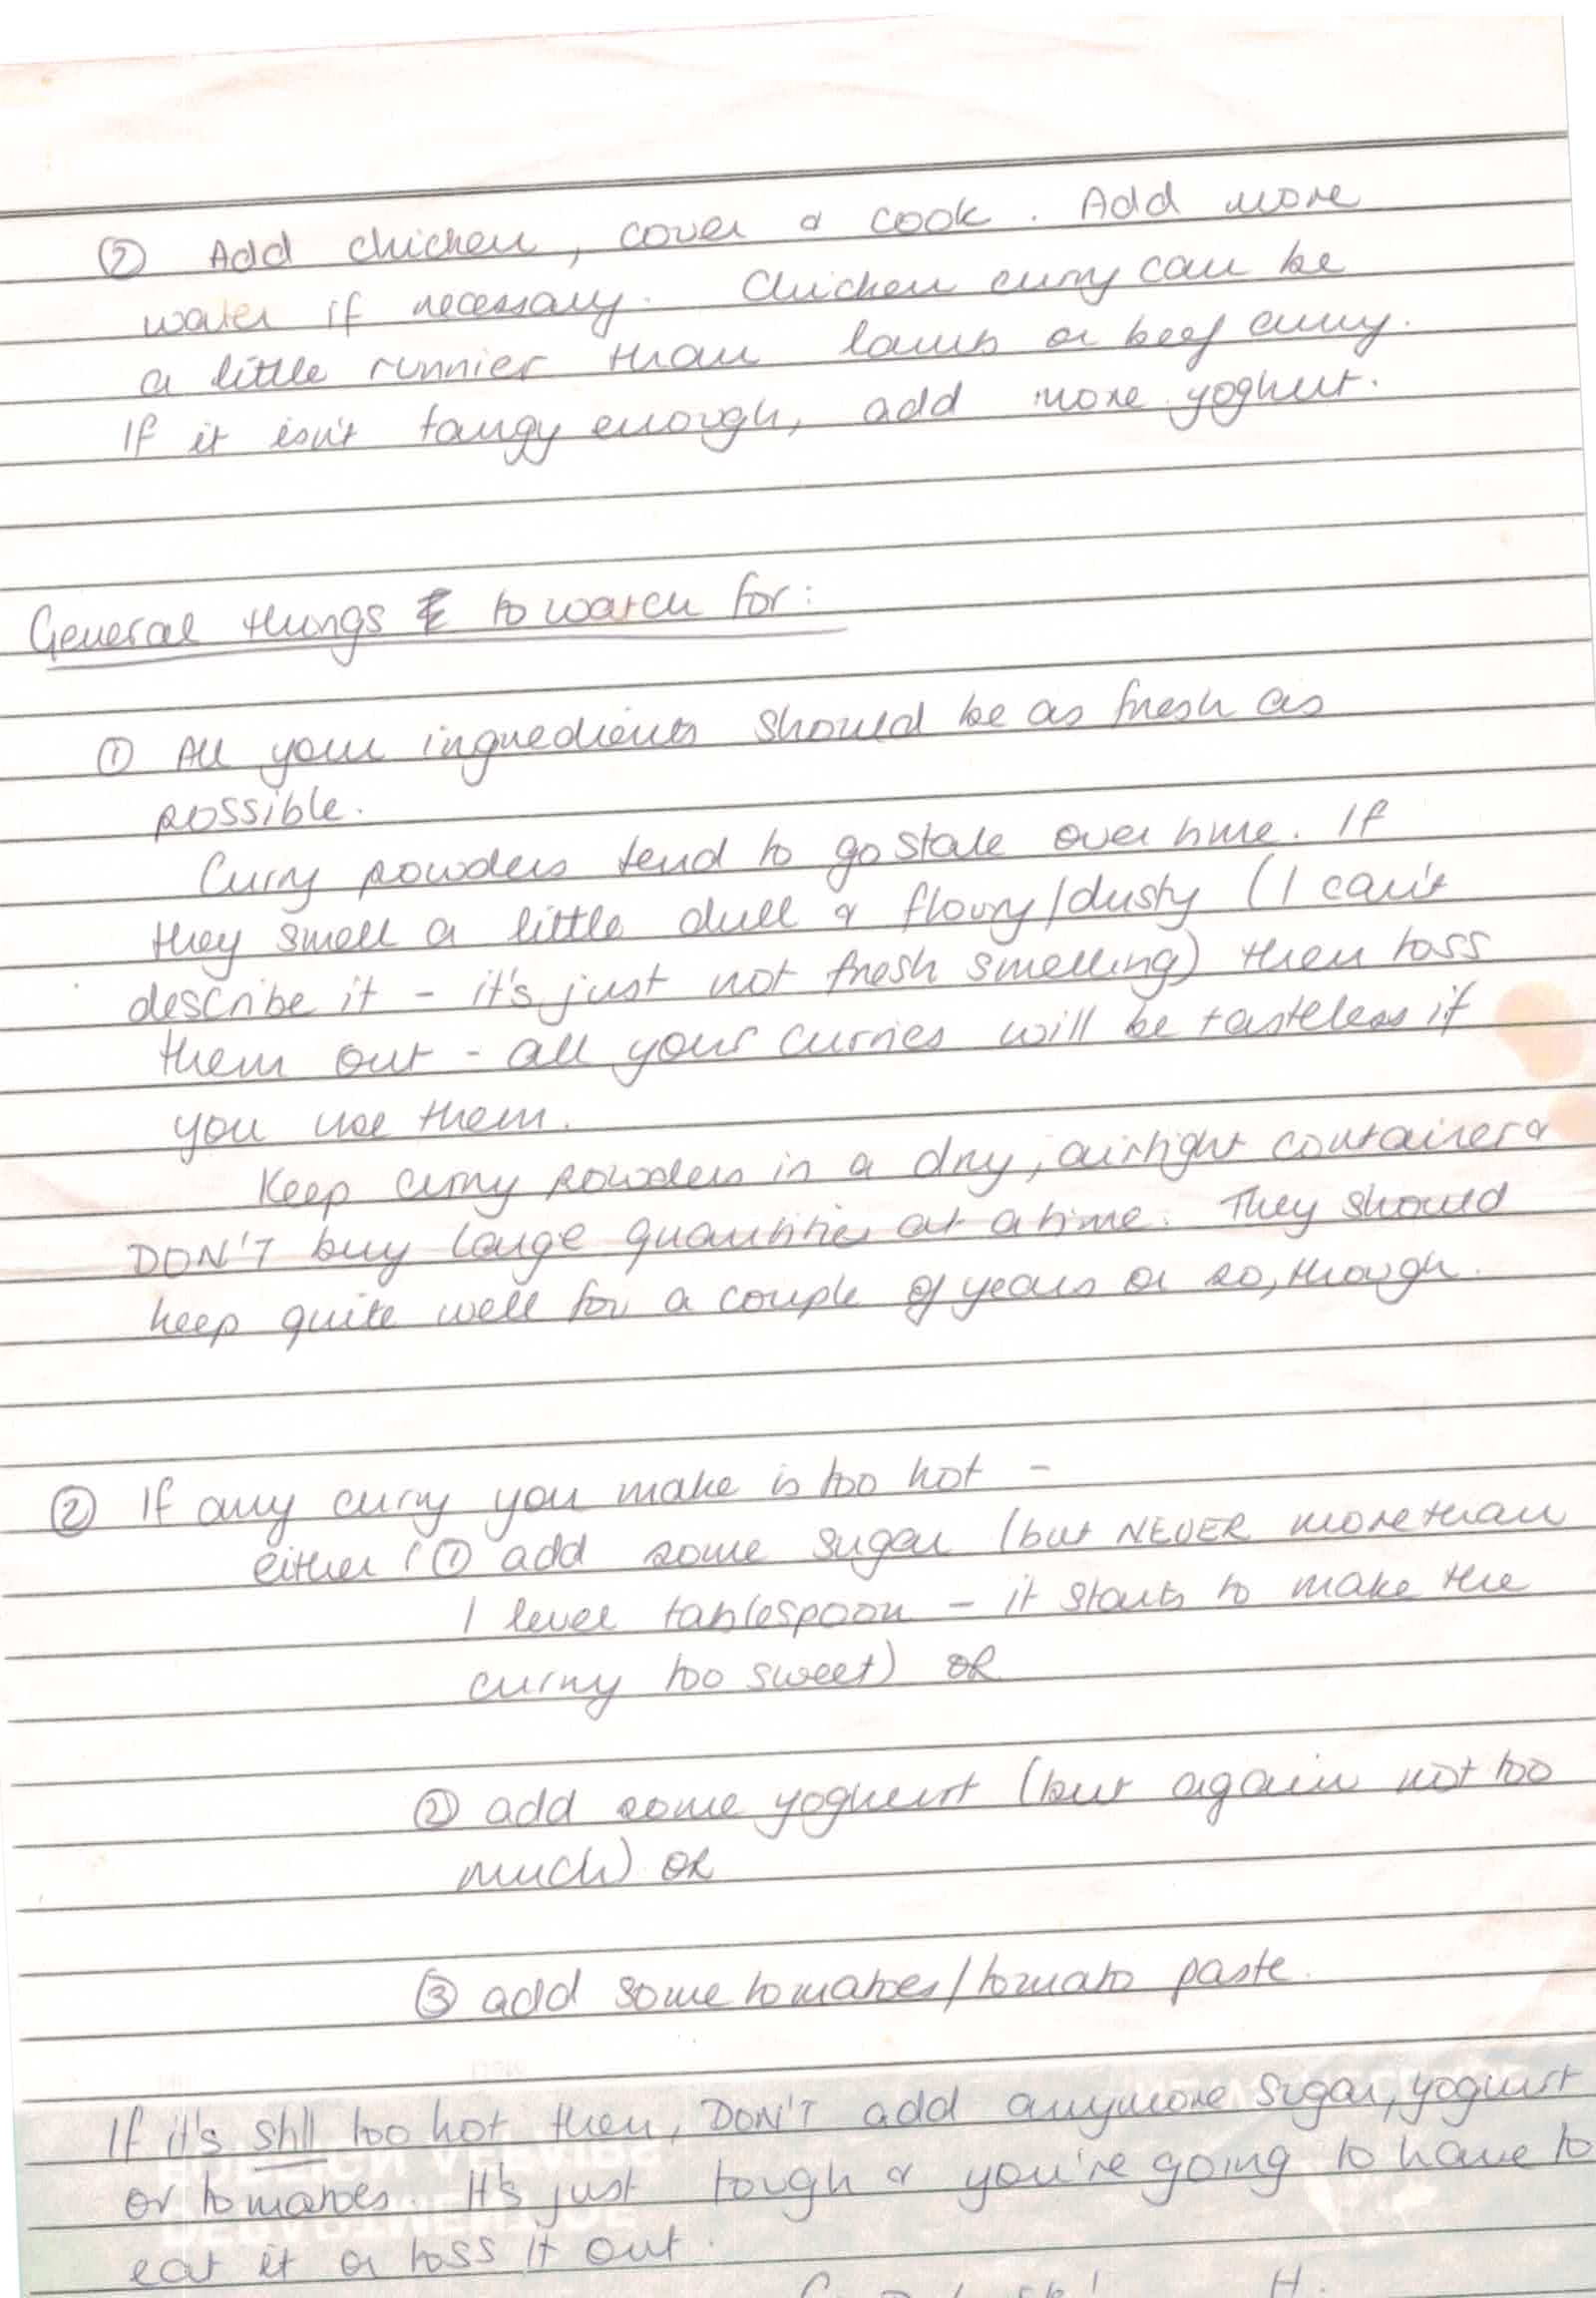 ② Add chicken, cover & cook. Add more
water if necessary. Chicken curry can be
a little runnier than lamb or beef curry.
If it isn't tangy enough, add more yoghurt.
General things to watch for:
① All your ingredients should be as fresh as
possible.
Curry powders tend to go stale over time. If
they smell a little dull & floury/dusty (I can't
describe it - it's just not fresh smelling) then toss
them out - all your curries will be tasteless if
you use them.
Keep curry powders in a dry, airtight container &
DON'T buy large quantities at a time. They should
keep quite well for a couple of years or so, though.
② If any curry you make is too hot -
either: ① add some sugar (but NEVER more than
1 level tablespoon - it starts to make the
curry too sweet) OR
② add some yoghurt (but again not too
much) OR
③ add some tomatoes/tomato paste.
If it's still too hot then, DON'T add anymore sugar, yogurt
or tomatoes. It's just tough & you're going to have to
eat it or toss it out.
H.